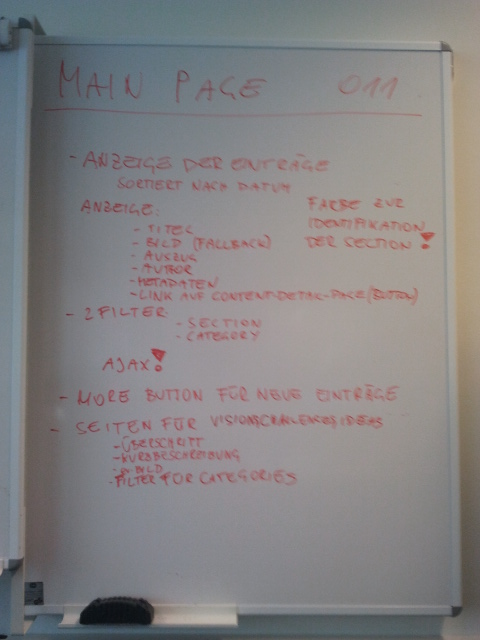 MAIN PAGE 011
- ANZEIGE DER EINTRÄGE
SORTIERT NACH DATUM
ANZEIGE:
- TITEL
- BILD (FALLBACK)
- AUSZUG
- AUTHOR
- METADATEN
- LINK AUF CONTENT-DETAIL-PAGE (BUTTON)
FARBE ZUR
IDENTIFIKATION
DER SECTION!
- 2 FILTER:
- SECTION
- CATEGORY
AJAX!
- MORE BUTTON FÜR NEUE EINTRÄGE
- SEITEN FÜR VISIONS/CHALLENGES/IDEAS
- ÜBERSCHRIFT
- KURZBESCHREIBUNG
- BILD
- FILTER FOR CATEGORIES